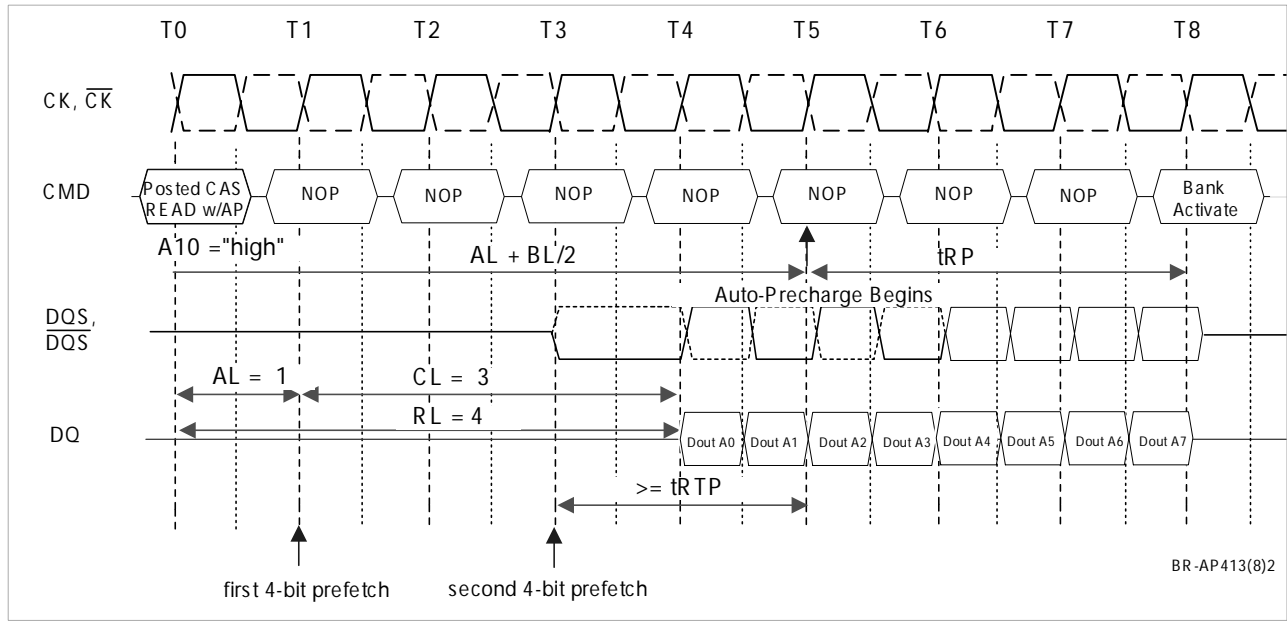 T0 T1 T2 T3 T4 T5 T6 T7 T8
CK, CK
CMD
Posted CAS
READ w/AP
NOP NOP NOP NOP NOP NOP NOP
Bank
Activate
A10 ="high"
AL + BL/2
tRP
Auto-Precharge Begins
DQS,
DQS
AL = 1
CL = 3
RL = 4
DQ
Dout A0 Dout A1 Dout A2 Dout A3 Dout A4 Dout A5 Dout A6 Dout A7
>= tRTP
first 4-bit prefetch
second 4-bit prefetch
BR-AP413(8)2